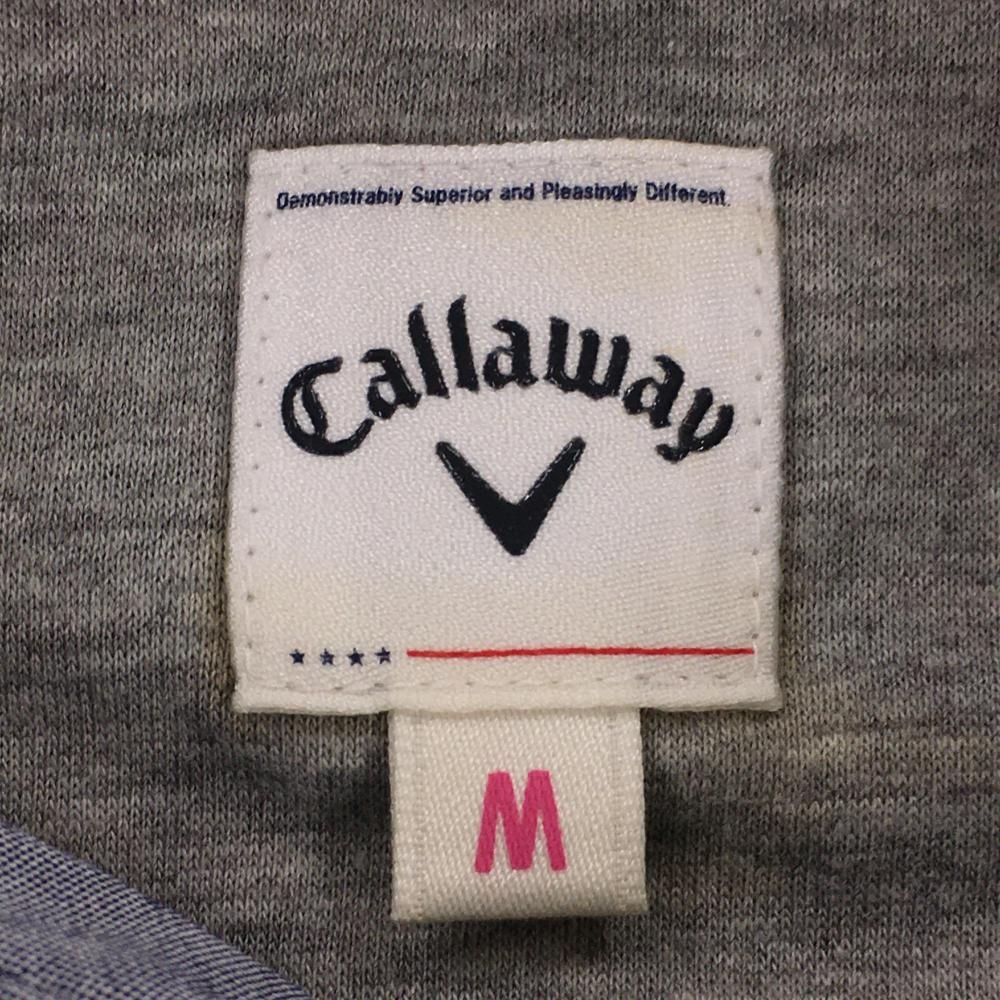 Demonstrably Superior and Pleasingly Different.
Callaway
M